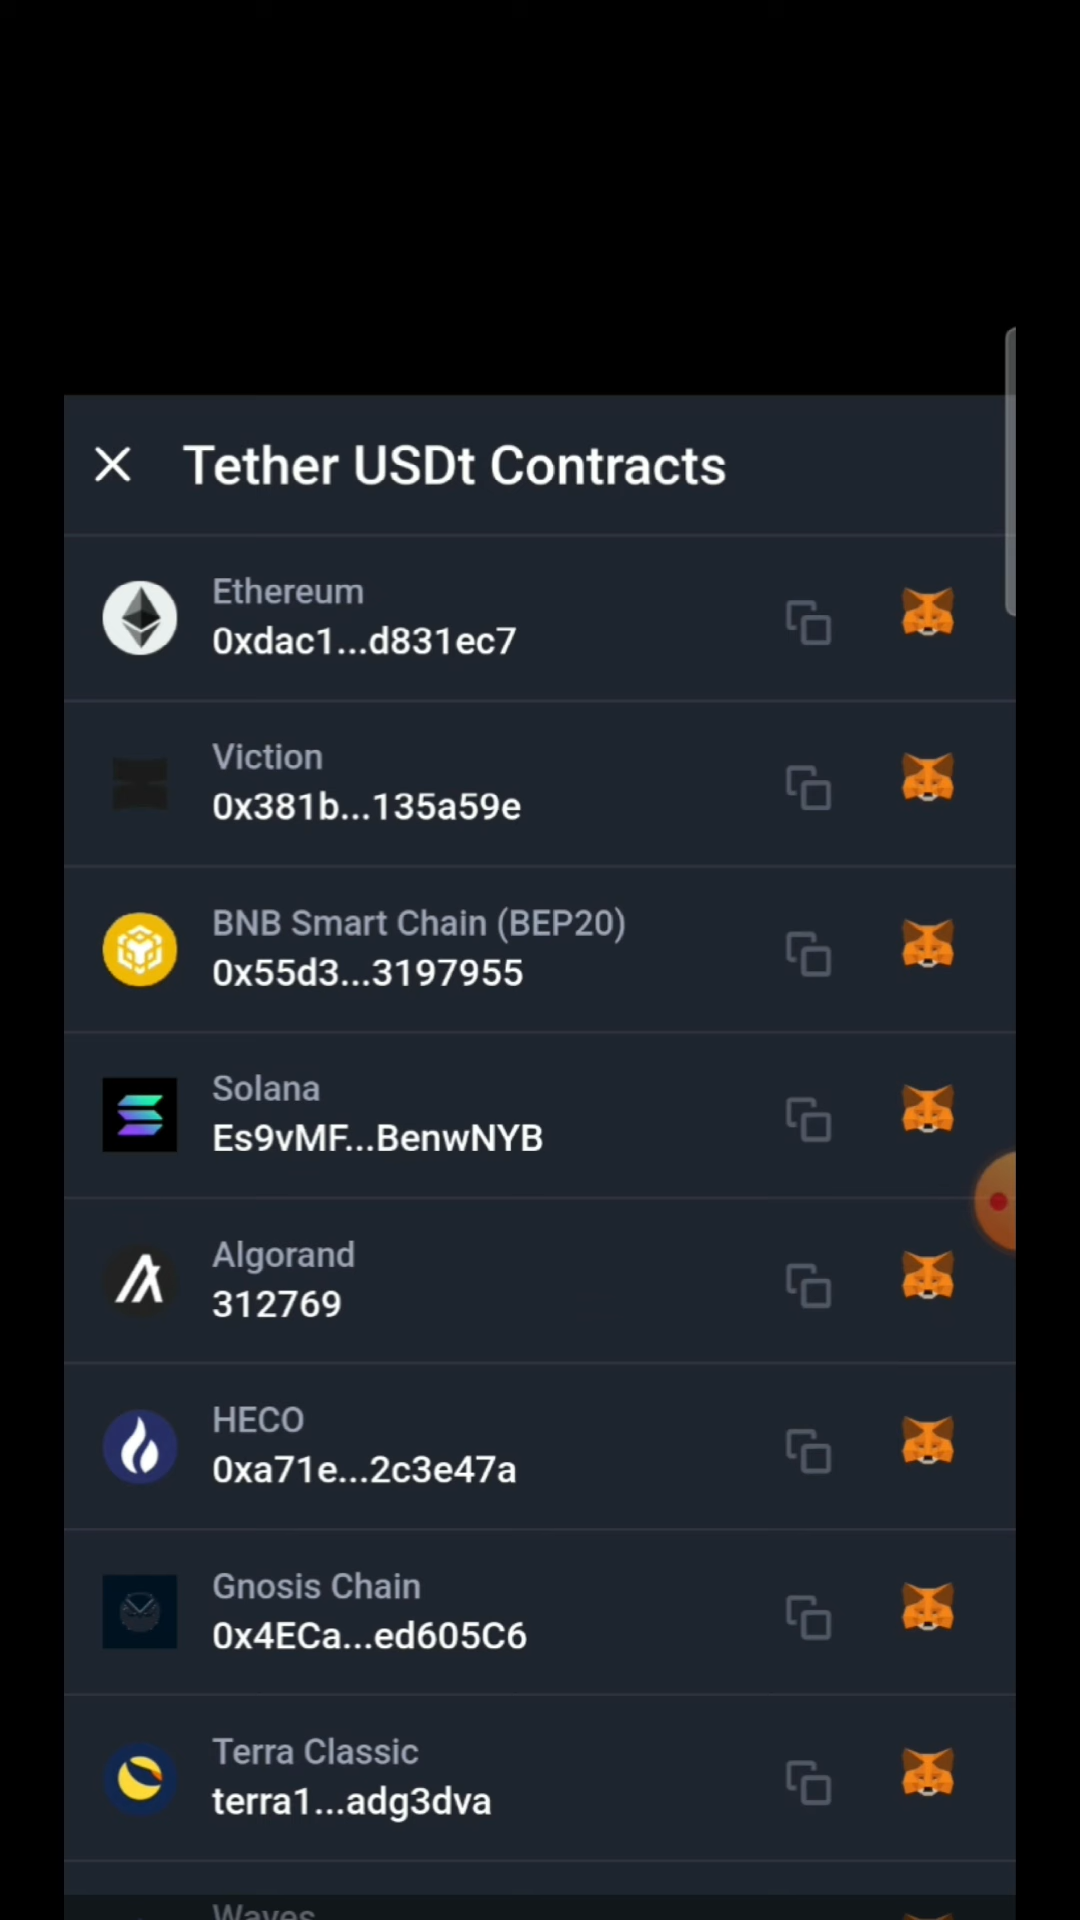 Tether USDt Contracts
Ethereum
0xdac1...d831ec7
Viction
0x381b...135a59e
BNB Smart Chain (BEP20)
0x55d3...3197955
Solana
Es9vMF...BenwNYB
Algorand
312769
HECO
0xa71e...2c3e47a
Gnosis Chain
0x4ECa...ed605C6
Terra Classic
terra1...adg3dva
Waves